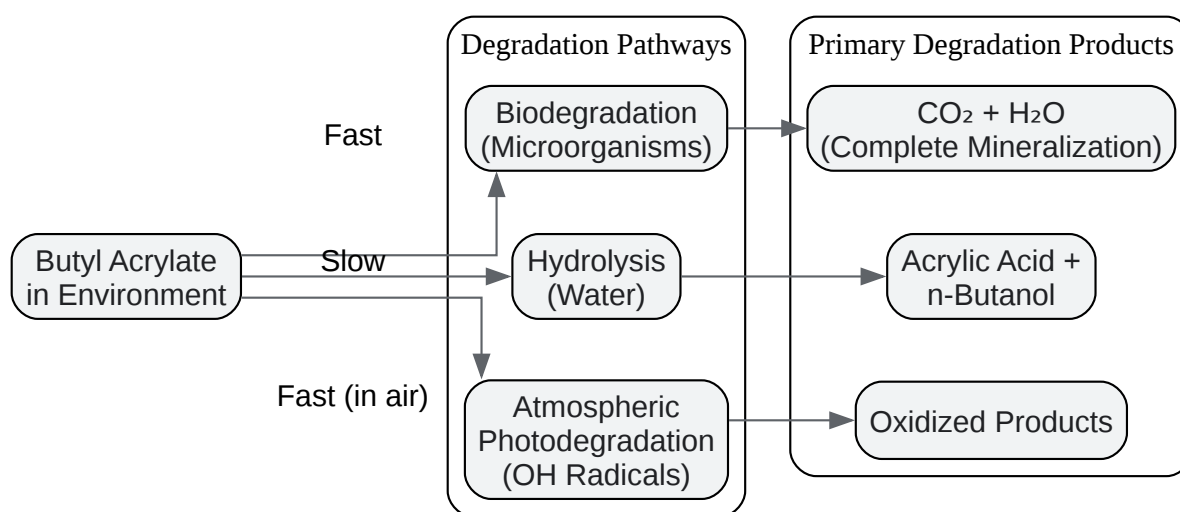 Degradation Pathways
Primary Degradation Products
Biodegradation
(Microorganisms)
CO₂ + H₂O
(Complete Mineralization)
Fast
Butyl Acrylate
in Environment
Slow
Hydrolysis
(Water)
Acrylic Acid +
n-Butanol
Fast (in air)
Atmospheric
Photodegradation
(OH Radicals)
Oxidized Products